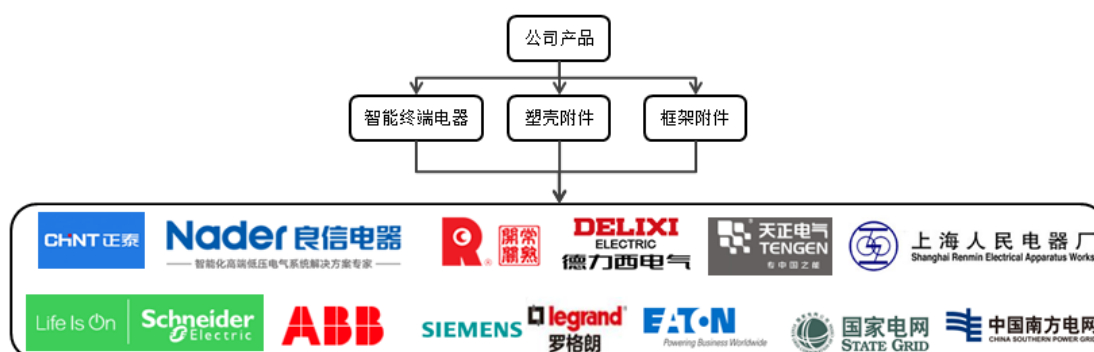 公司产品
智能终端电器
塑壳附件
框架附件
CHNT 正泰
Nader 良信电器
智能化高端低压电气系统解决方案专家
R®
常熟
開關
DELIXI
ELECTRIC
德力西电气
天正电气
TENGEN
专中国之能
上海人民电器厂
Shanghai Renmin Electrical Apparatus Works
Life Is On
Schneider
Electric
ABB
SIEMENS
legrand®
罗格朗
EATON
Powering Business Worldwide
国家电网
STATE GRID
中国南方电网
CHINA SOUTHERN POWER GRID